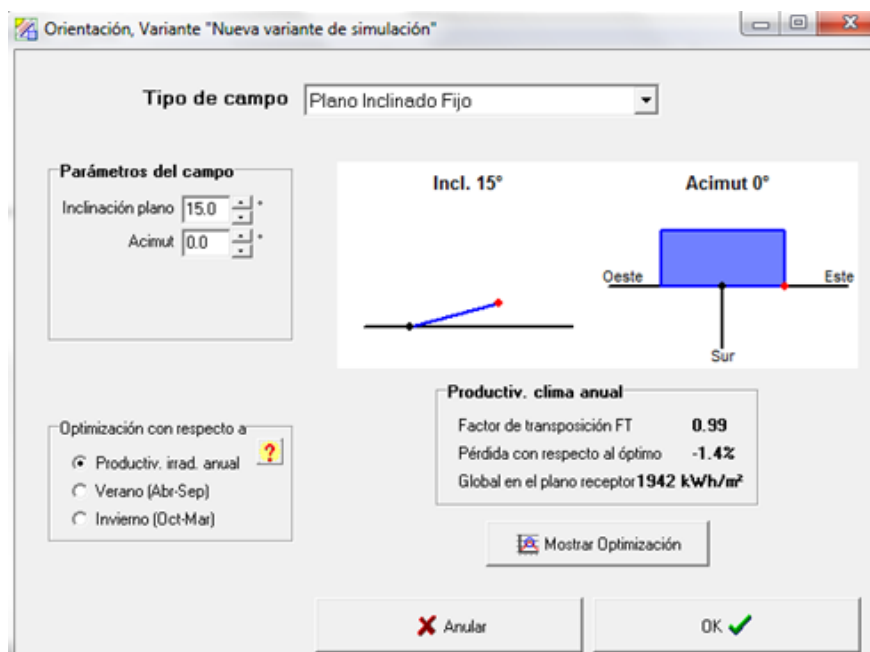 Orientación, Variante "Nueva variante de simulación"
Tipo de campo Plano Inclinado Fijo
Parámetros del campo
Inclinación plano 15.0 °
Acimut 0.0 °
Incl. 15° Acimut 0°
Oeste Este
Sur
Optimización con respecto a
?
Productiv. irrad. anual
Verano (Abr-Sep)
Invierno (Oct-Mar)
Productiv. clima anual
Factor de transposición FT 0.99
Pérdida con respecto al óptimo -1.4%
Global en el plano receptor 1942 kWh/m²
Mostrar Optimización
Anular OK